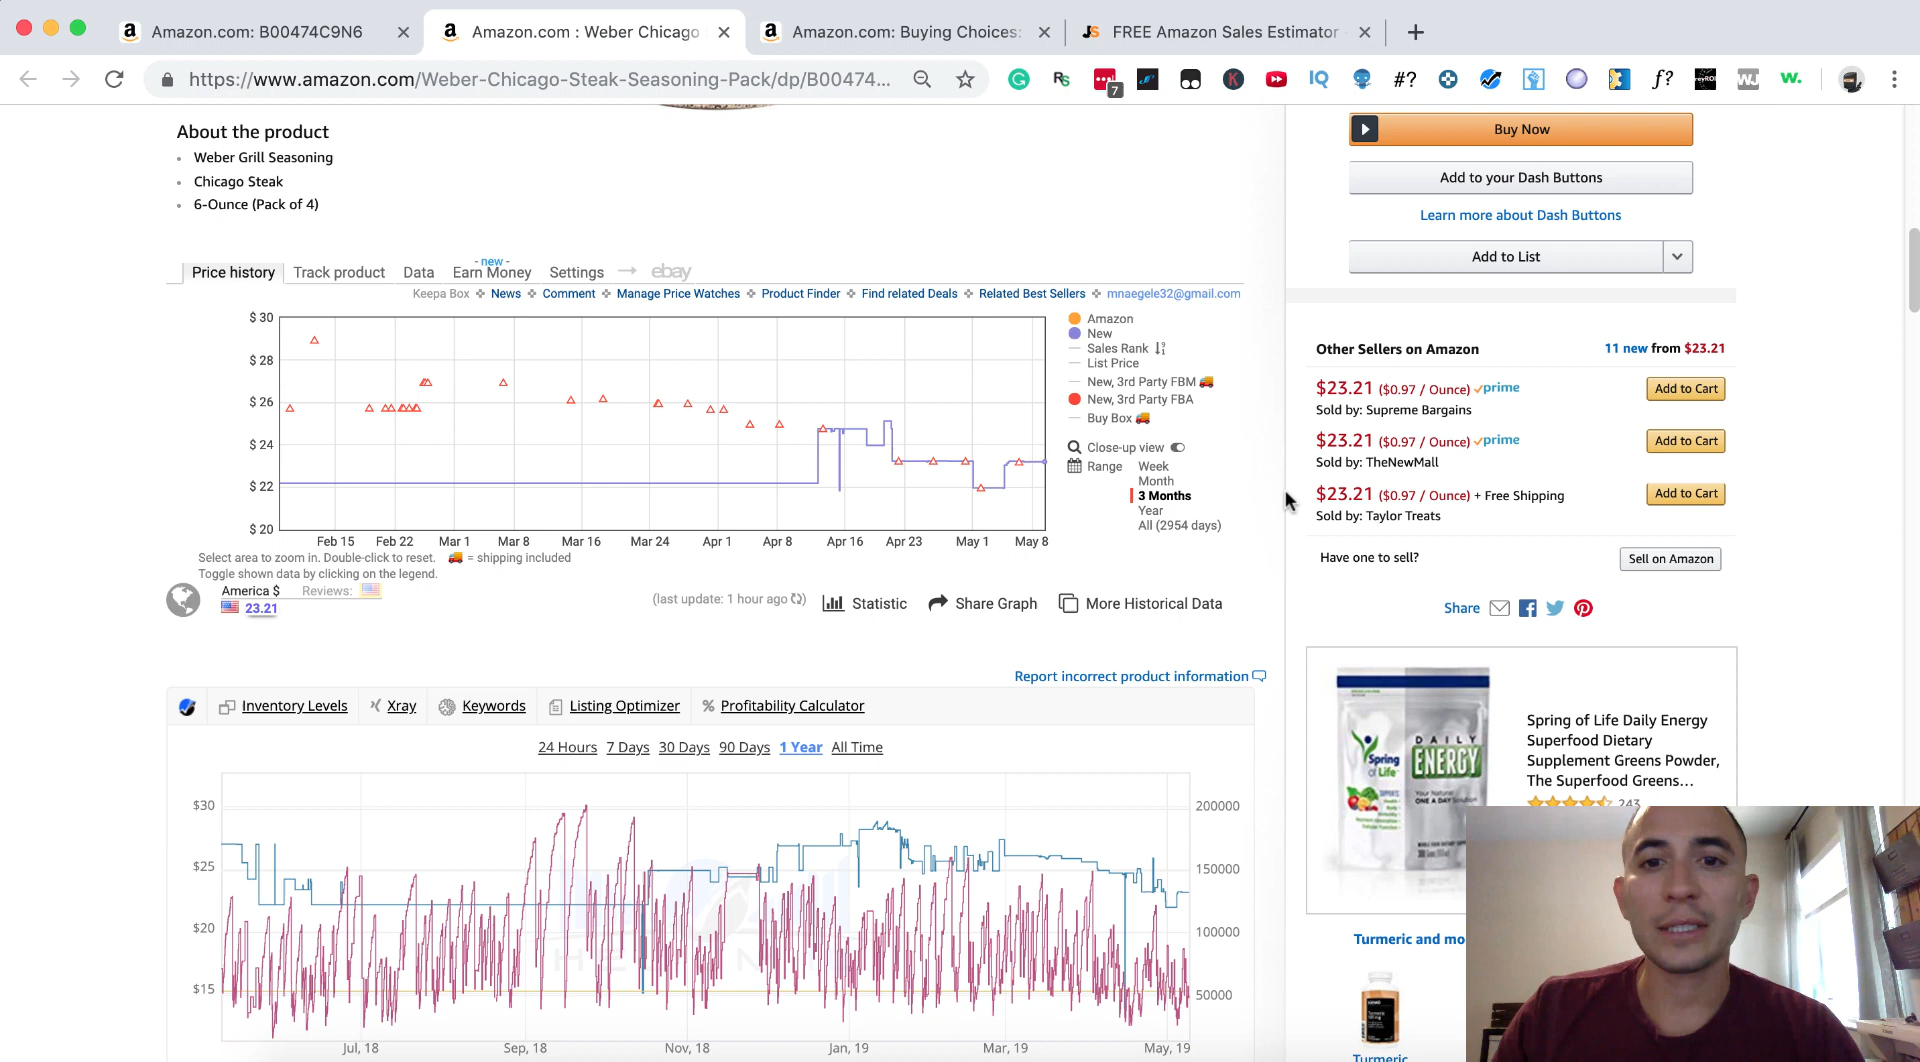 Amazon.com: B00474C9N6
Amazon.com : Weber Chicago
Amazon.com: Buying Choices:
FREE Amazon Sales Estimator
https://www.amazon.com/Weber-Chicago-Steak-Seasoning-Pack/dp/B00474...
7
IQ
#?
f?
WJ
w.
About the product
Weber Grill Seasoning
Chicago Steak
6-Ounce (Pack of 4)
Price history
Track product
Data
- new -
Earn Money
Settings
ebay
Keepa Box
News
Comment
Manage Price Watches
Product Finder
Find related Deals
Related Best Sellers
mnaegele32@gmail.com
$ 30
$ 28
$ 26
$ 24
$ 22
$ 20
Feb 15
Feb 22
Mar 1
Mar 8
Mar 16
Mar 24
Apr 1
Apr 8
Apr 16
Apr 23
May 1
May 8
Amazon
New
Sales Rank
List Price
New, 3rd Party FBM
New, 3rd Party FBA
Buy Box
Close-up view
Range
Week
Month
3 Months
Year
All (2954 days)
Select area to zoom in. Double-click to reset.
= shipping included
Toggle shown data by clicking on the legend.
America $
Reviews:
23.21
(last update: 1 hour ago)
Statistic
Share Graph
More Historical Data
Report incorrect product information
Inventory Levels
Xray
Keywords
Listing Optimizer
% Profitability Calculator
24 Hours
7 Days
30 Days
90 Days
1 Year
All Time
$30
$25
$20
$15
200000
150000
100000
50000
Jul, 18
Sep, 18
Nov, 18
Jan, 19
Mar, 19
May, 19
Buy Now
Add to your Dash Buttons
Learn more about Dash Buttons
Add to List
Other Sellers on Amazon
11 new from $23.21
$23.21 ($0.97 / Ounce) prime
Add to Cart
Sold by: Supreme Bargains
$23.21 ($0.97 / Ounce) prime
Add to Cart
Sold by: TheNewMall
$23.21 ($0.97 / Ounce) + Free Shipping
Add to Cart
Sold by: Taylor Treats
Have one to sell?
Sell on Amazon
Share
Spring of Life
DAILY
ENERGY
Spring of Life Daily Energy
Superfood Dietary
Supplement Greens Powder,
The Superfood Greens...
243
Turmeric and mo
Turmeric